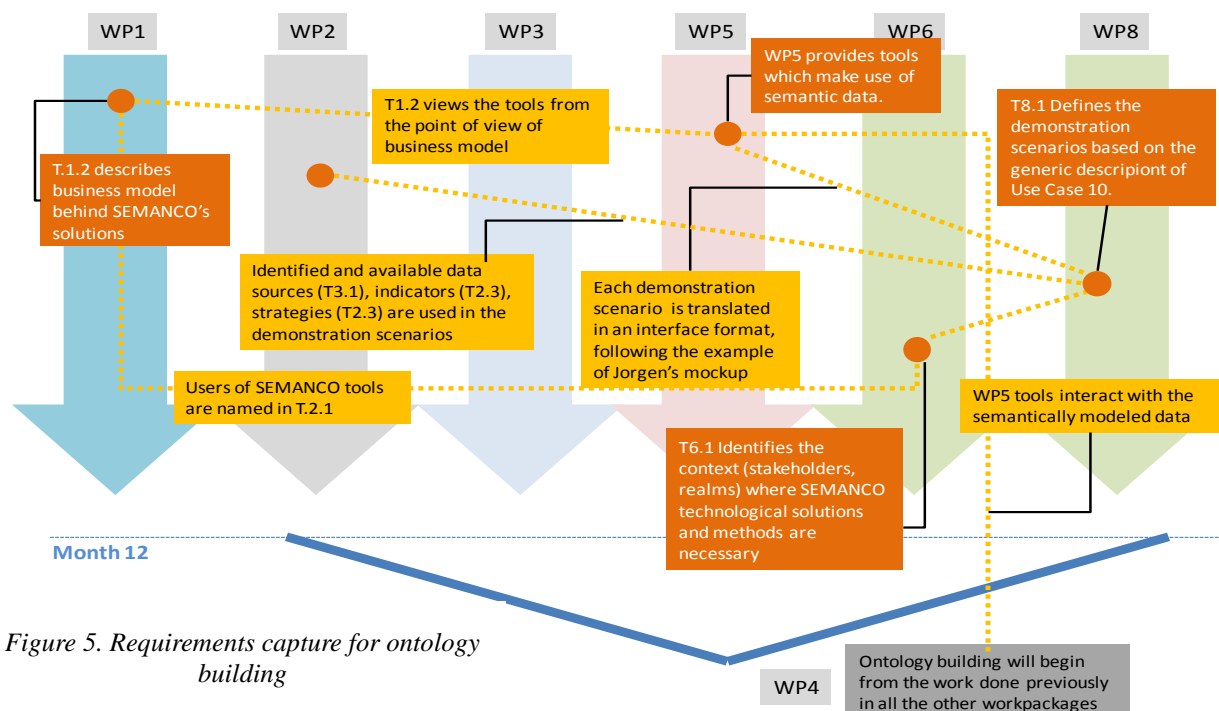 WP1
WP2
WP3
WP5
WP6
WP8
WP5 provides tools
which make use of
semantic data.
T1.2 views the tools from
the point of view of
business model
T8.1 Defines the
demonstration
scenarios based on the
generic descripiont of
Use Case 10.
T.1.2 describes
business model
behind SEMANCO's
solutions
Identified and available data
sources (T3.1), indicators (T2.3),
strategies (T2.3) are used in the
demonstration scenarios
Each demonstration
scenario is translated
in an interface format,
following the example
of Jorgen's mockup
Users of SEMANCO tools
are named in T.2.1
WP5 tools interact with the
semantically modeled data
T6.1 Identifies the
context (stakeholders,
realms) where SEMANCO
technological solutions
and methods are
necessary
Month 12
Figure 5. Requirements capture for ontology
building
WP4
Ontology building will begin
from the work done previously
in all the other workpackages